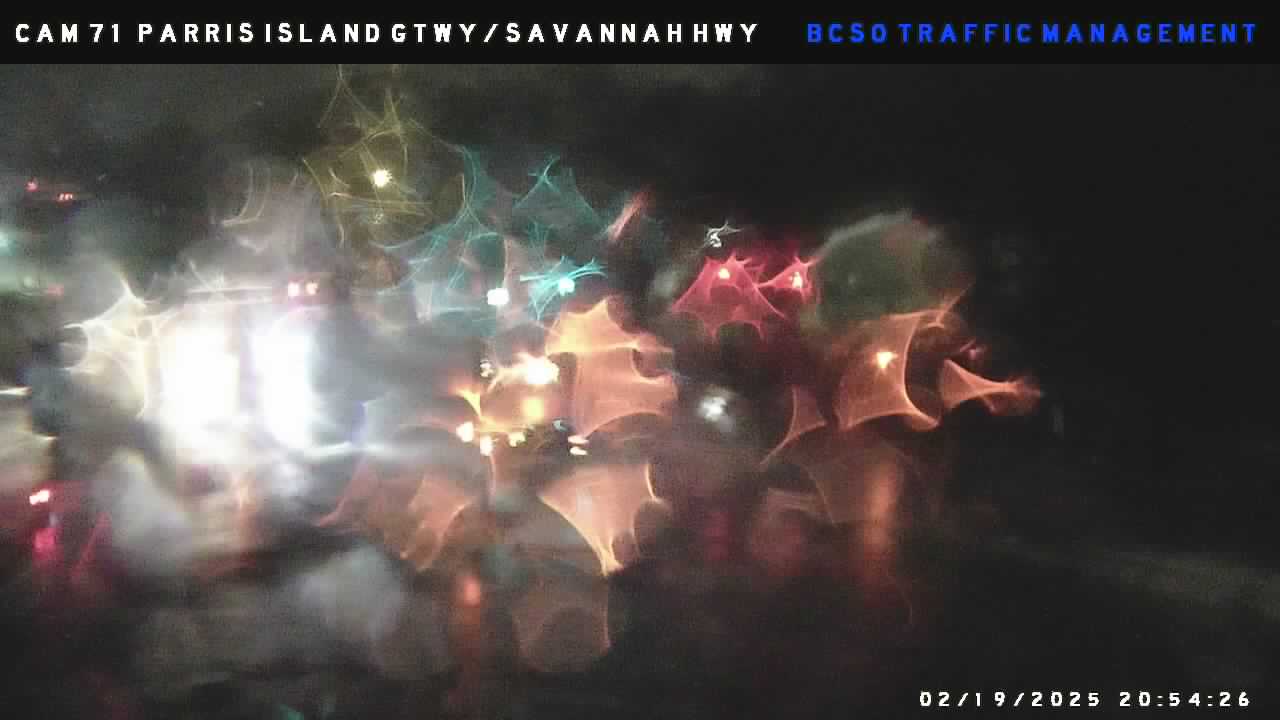 CAM 71 PARRIS ISLAND GTWY/SAVANNAH HWY BCSO TRAFFIC MANAGEMENT
02/19/2025 20:54:26